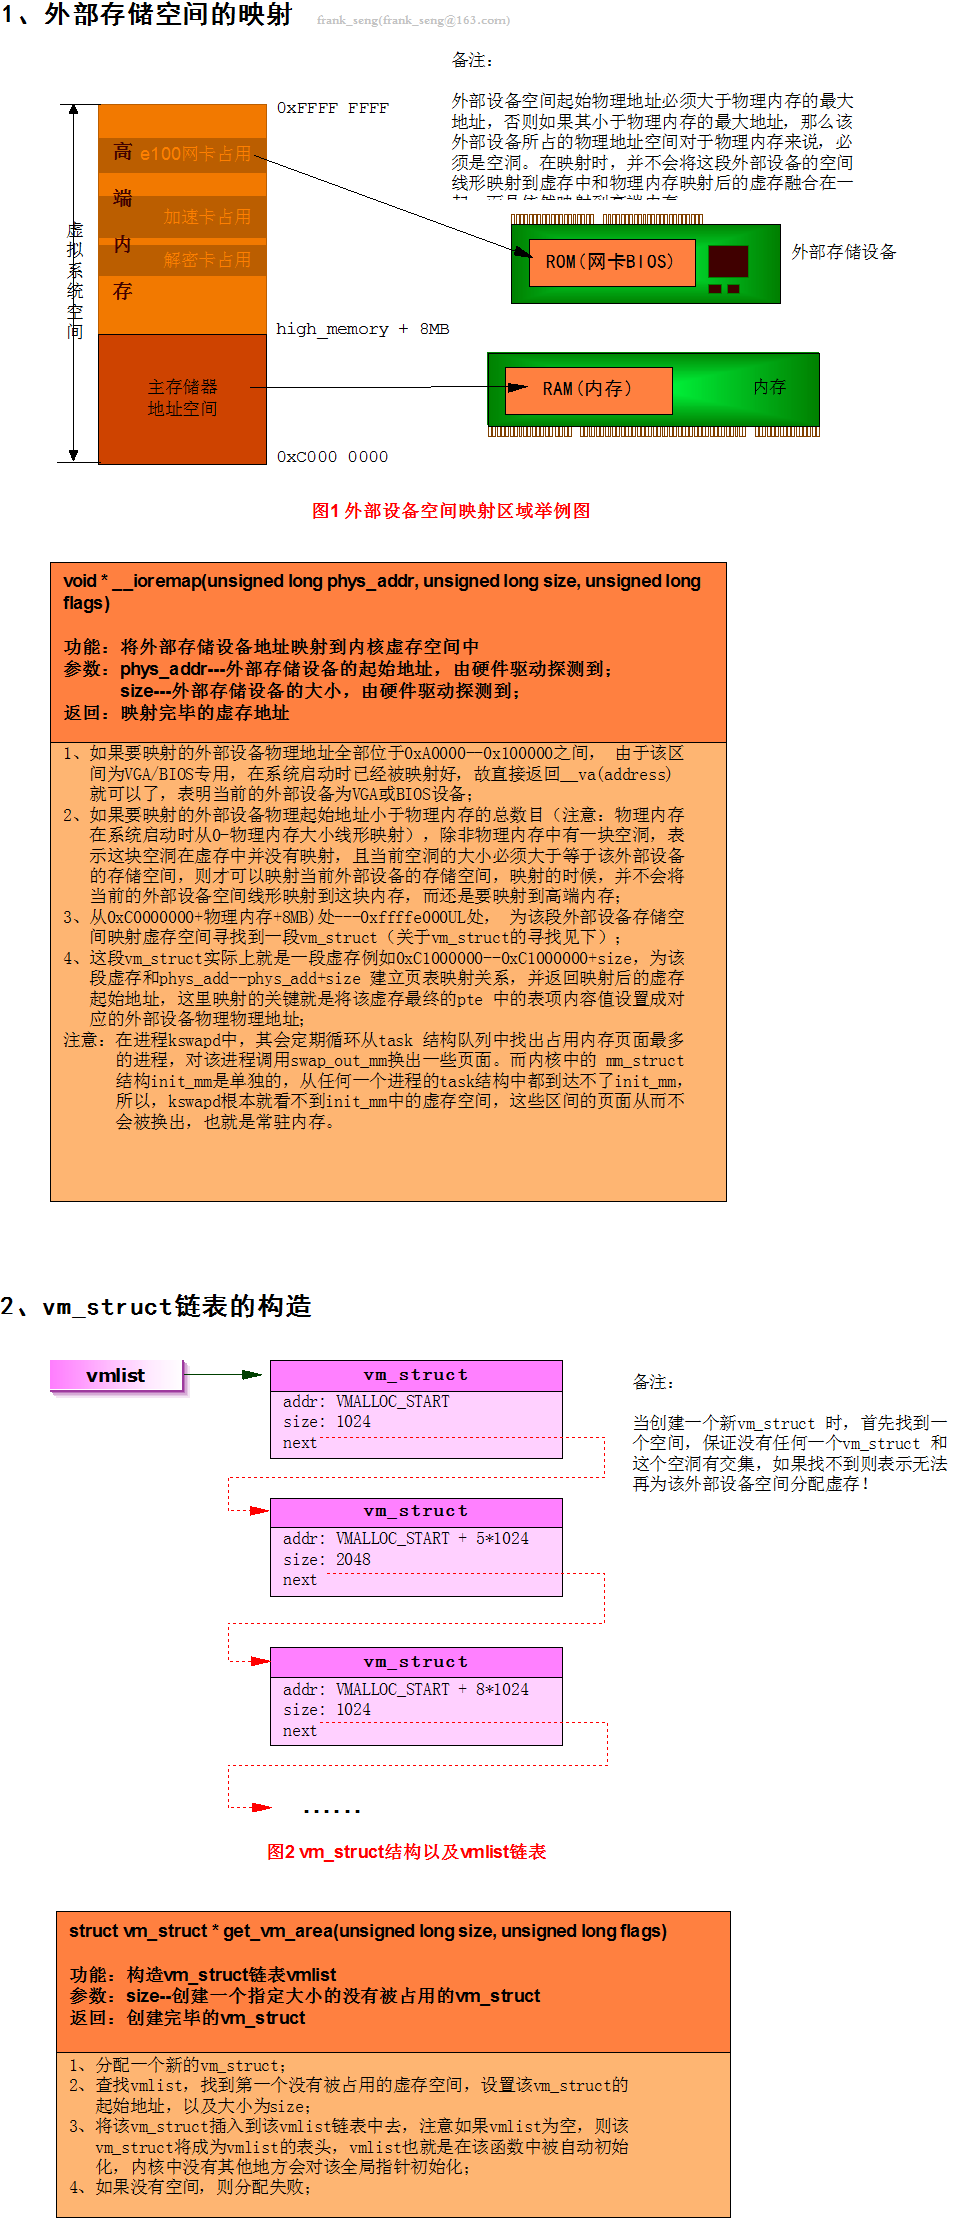 1、外部存储空间的映射
frank_seng(frank_seng@163.com)
备注：
外部设备空间起始物理地址必须大于物理内存的最大
地址，否则如果其小于物理内存的最大地址，那么该
外部设备所占的物理地址空间对于物理内存来说，必
须是空洞。在映射时，并不会将这段外部设备的空间
线形映射到虚存中和物理内存映射后的虚存融合在一
0xFFFF FFFF
高端内存
e100网卡占用
加速卡占用
解密卡占用
虚拟系统空间
ROM(网卡BIOS)
外部存储设备
high_memory + 8MB
主存储器
地址空间
RAM(内存)
内存
0xC000 0000
图1 外部设备空间映射区域举例图
void * __ioremap(unsigned long phys_addr, unsigned long size, unsigned long
flags)
功能：将外部存储设备地址映射到内核虚存空间中
参数：phys_addr---外部存储设备的起始地址，由硬件驱动探测到；
size---外部存储设备的大小，由硬件驱动探测到；
返回：映射完毕的虚存地址
1、如果要映射的外部设备物理地址全部位于0xA0000—0x100000之间， 由于该区
间为VGA/BIOS专用，在系统启动时已经被映射好，故直接返回__va(address)
就可以了，表明当前的外部设备为VGA或BIOS设备；
2、如果要映射的外部设备物理起始地址小于物理内存的总数目（注意：物理内存
在系统启动时从0-物理内存大小线形映射），除非物理内存中有一块空洞，表
示这块空洞在虚存中并没有映射，且当前空洞的大小必须大于等于该外部设备
的存储空间，则才可以映射当前外部设备的存储空间，映射的时候，并不会将
当前的外部设备空间线形映射到这块内存，而还是要映射到高端内存；
3、从0xC0000000+物理内存+8MB)处---0xffffe000UL处， 为该段外部设备存储空
间映射虚存空间寻找到一段vm_struct（关于vm_struct的寻找见下）；
4、这段vm_struct实际上就是一段虚存例如0xC1000000--0xC1000000+size，为该
段虚存和phys_add--phys_add+size 建立页表映射关系，并返回映射后的虚存
起始地址，这里映射的关键就是将该虚存最终的pte 中的表项内容值设置成对
应的外部设备物理物理地址；
注意：在进程kswapd中，其会定期循环从task 结构队列中找出占用内存页面最多
的进程，对该进程调用swap_out_mm换出一些页面。而内核中的 mm_struct
结构init_mm是单独的，从任何一个进程的task结构中都到达不了init_mm，
所以，kswapd根本就看不到init_mm中的虚存空间，这些区间的页面从而不
会被换出，也就是常驻内存。
2、vm_struct链表的构造
vmlist
vm_struct
addr: VMALLOC_START
size: 1024
next
备注：
当创建一个新vm_struct 时，首先找到一
个空间，保证没有任何一个vm_struct 和
这个空洞有交集，如果找不到则表示无法
再为该外部设备空间分配虚存！
vm_struct
addr: VMALLOC_START + 5*1024
size: 2048
next
vm_struct
addr: VMALLOC_START + 8*1024
size: 1024
next
......
图2 vm_struct结构以及vmlist链表
struct vm_struct * get_vm_area(unsigned long size, unsigned long flags)
功能：构造vm_struct链表vmlist
参数：size--创建一个指定大小的没有被占用的vm_struct
返回：创建完毕的vm_struct
1、分配一个新的vm_struct；
2、查找vmlist，找到第一个没有被占用的虚存空间，设置该vm_struct的
起始地址，以及大小为size；
3、将该vm_struct插入到该vmlist链表中去，注意如果vmlist为空，则该
vm_struct将成为vmlist的表头，vmlist也就是在该函数中被自动初始
化，内核中没有其他地方会对该全局指针初始化；
4、如果没有空间，则分配失败；